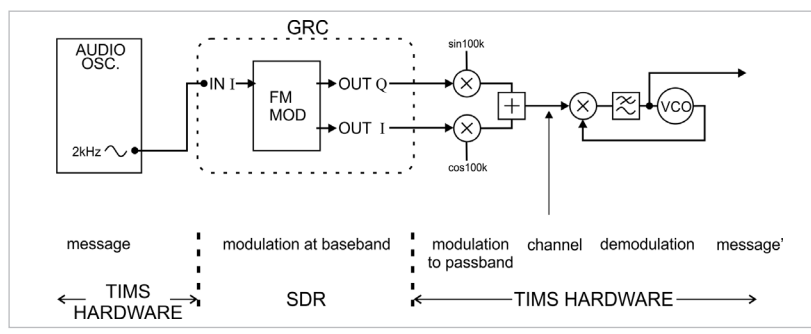 GRC
AUDIO
OSC.
2kHz
IN I
FM
MOD
OUT Q
OUT I
sin100k
cos100k
VCO
message
modulation at baseband
modulation
to passband
channel
demodulation
message'
TIMS
HARDWARE
SDR
TIMS HARDWARE